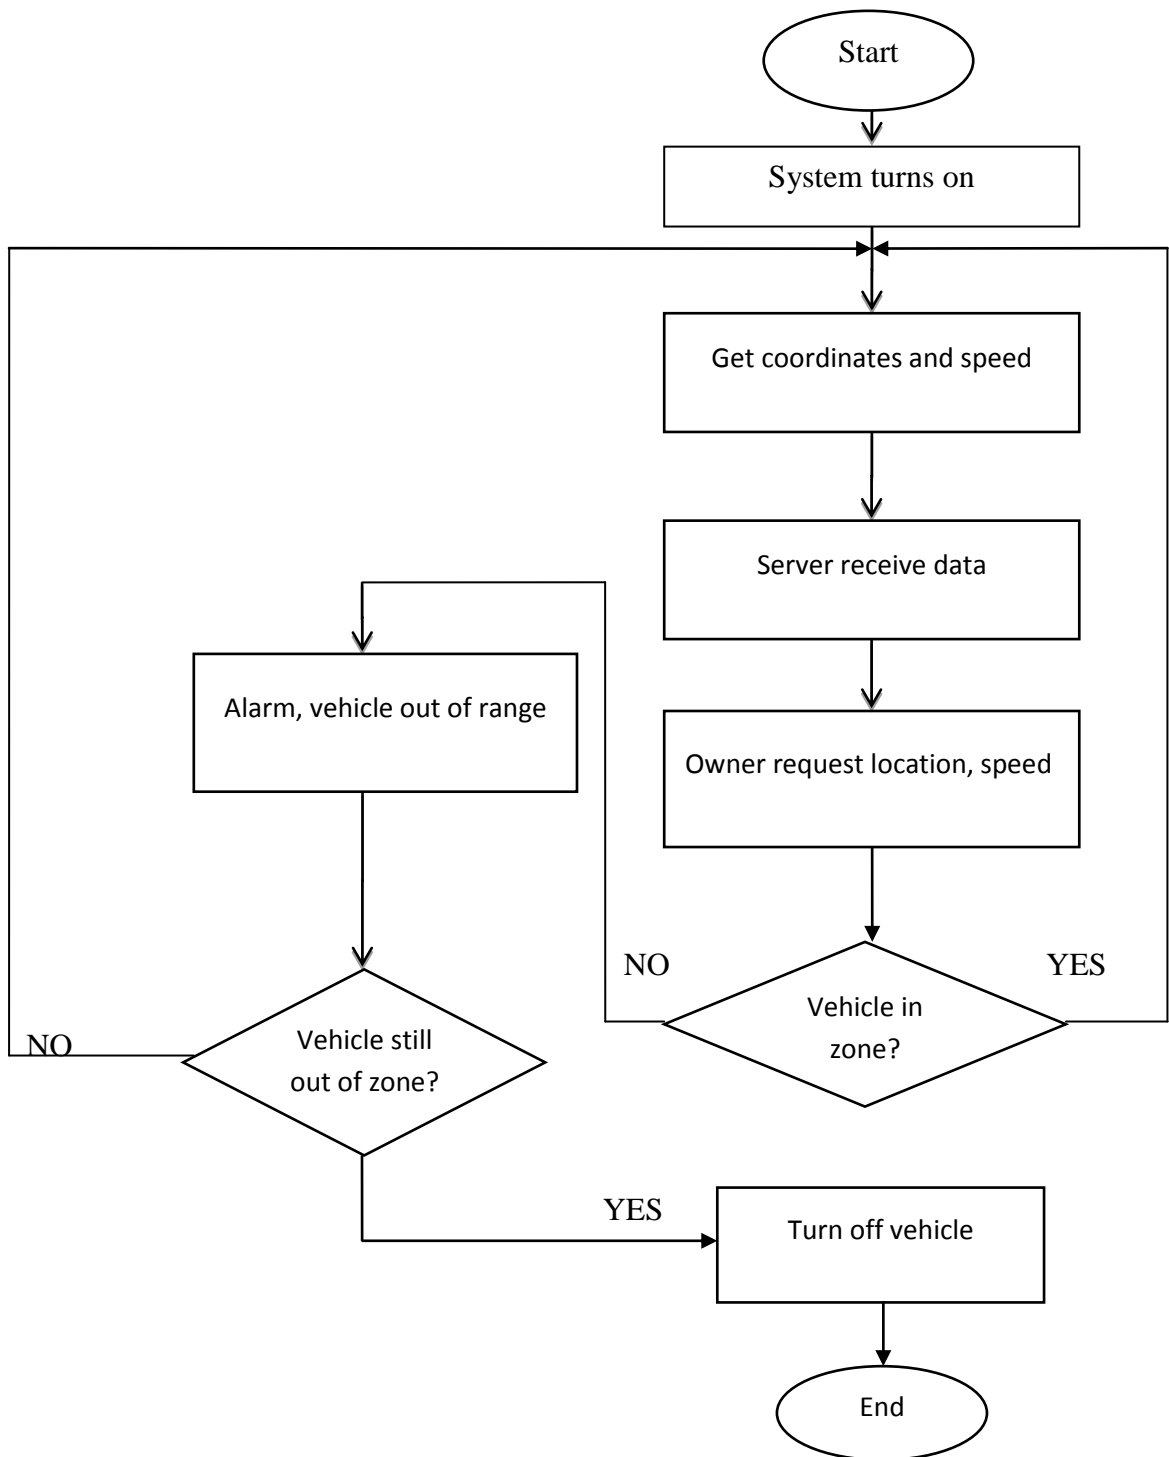 Start
System turns on
Get coordinates and speed
Server receive data
Alarm, vehicle out of range
Owner request location, speed
NO
YES
Vehicle in
zone?
NO
Vehicle still
out of zone?
YES
Turn off vehicle
End